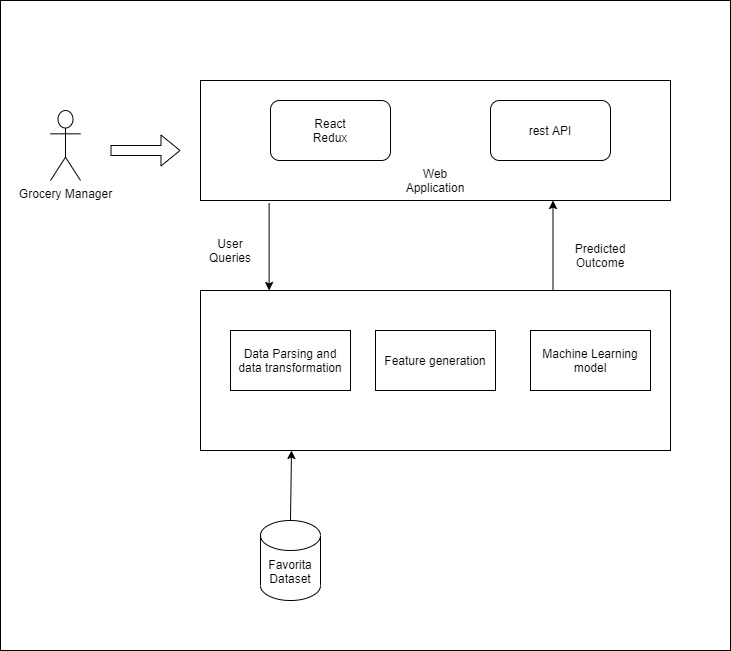 React
Redux
rest API
Web
Application
Grocery Manager
User
Queries
Predicted
Outcome
Data Parsing and
data transformation
Feature generation
Machine Learning
model
Favorita
Dataset